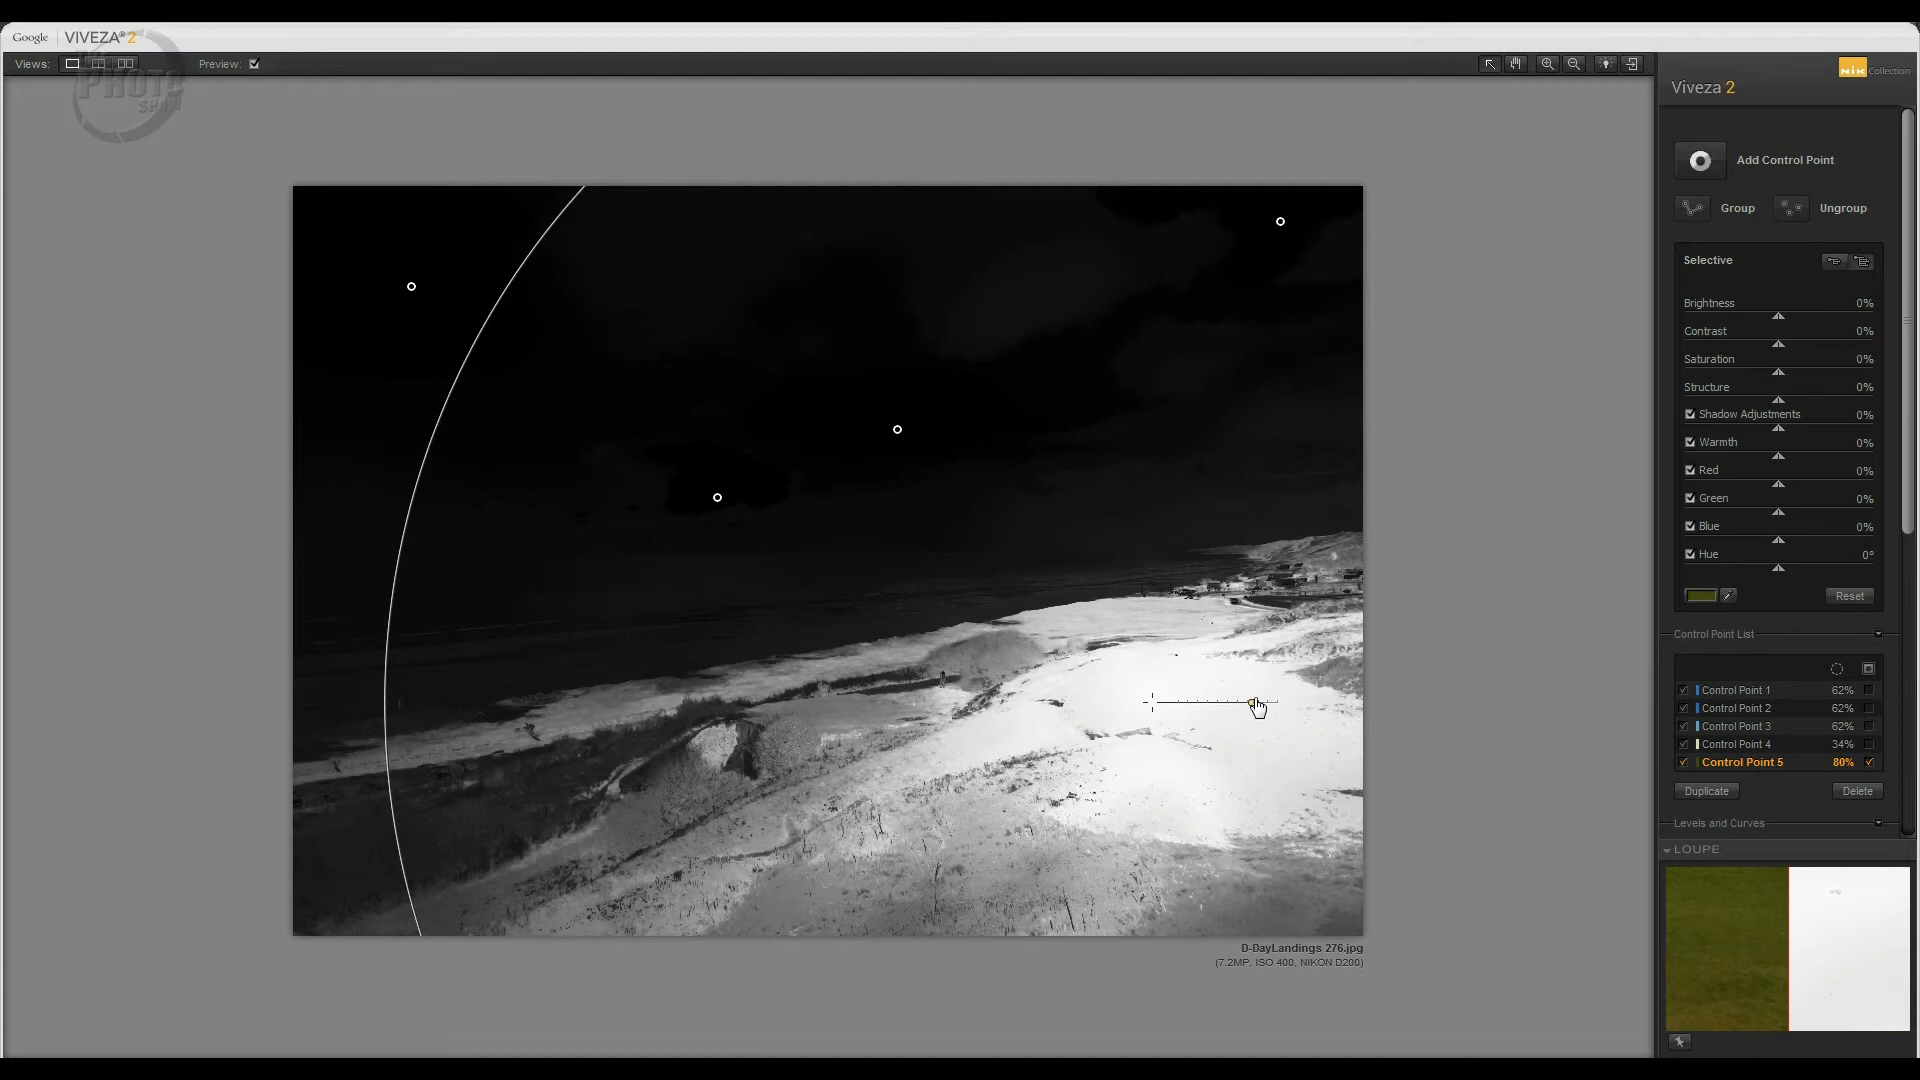 Google VIVEZA® 2
Views:
Preview:
PHOTO
SHOW
Nik Collection
Viveza 2
Add Control Point
Group
Ungroup
Selective
Brightness 0%
Contrast 0%
Saturation 0%
Structure 0%
Shadow Adjustments 0%
Warmth 0%
Red 0%
Green 0%
Blue 0%
Hue 0°
Reset
Control Point List
Control Point 1 62%
Control Point 2 62%
Control Point 3 62%
Control Point 4 34%
Control Point 5 80%
Duplicate
Delete
Levels and Curves
LOUPE
D-DayLandings 276.jpg
(7.2MP, ISO 400, NIKON D200)